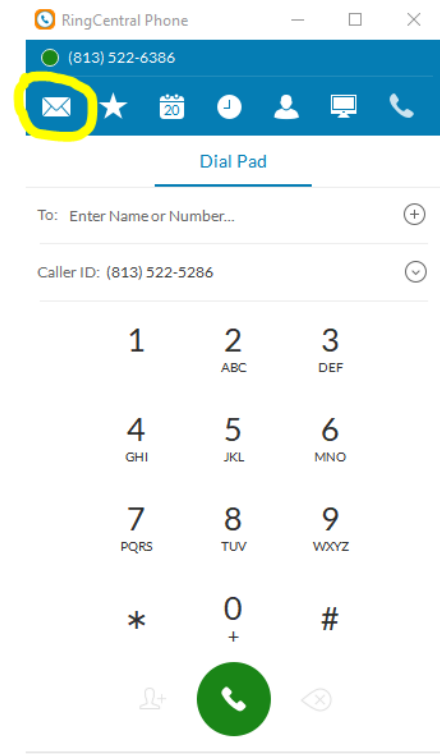 RingCentral Phone
(813) 522-6386
20
Dial Pad
To: Enter Name or Number...
Caller ID: (813) 522-5286
1 2 3
ABC DEF
4 5 6
GHI JKL MNO
7 8 9
PQRS TUV WXYZ
* 0 #
+